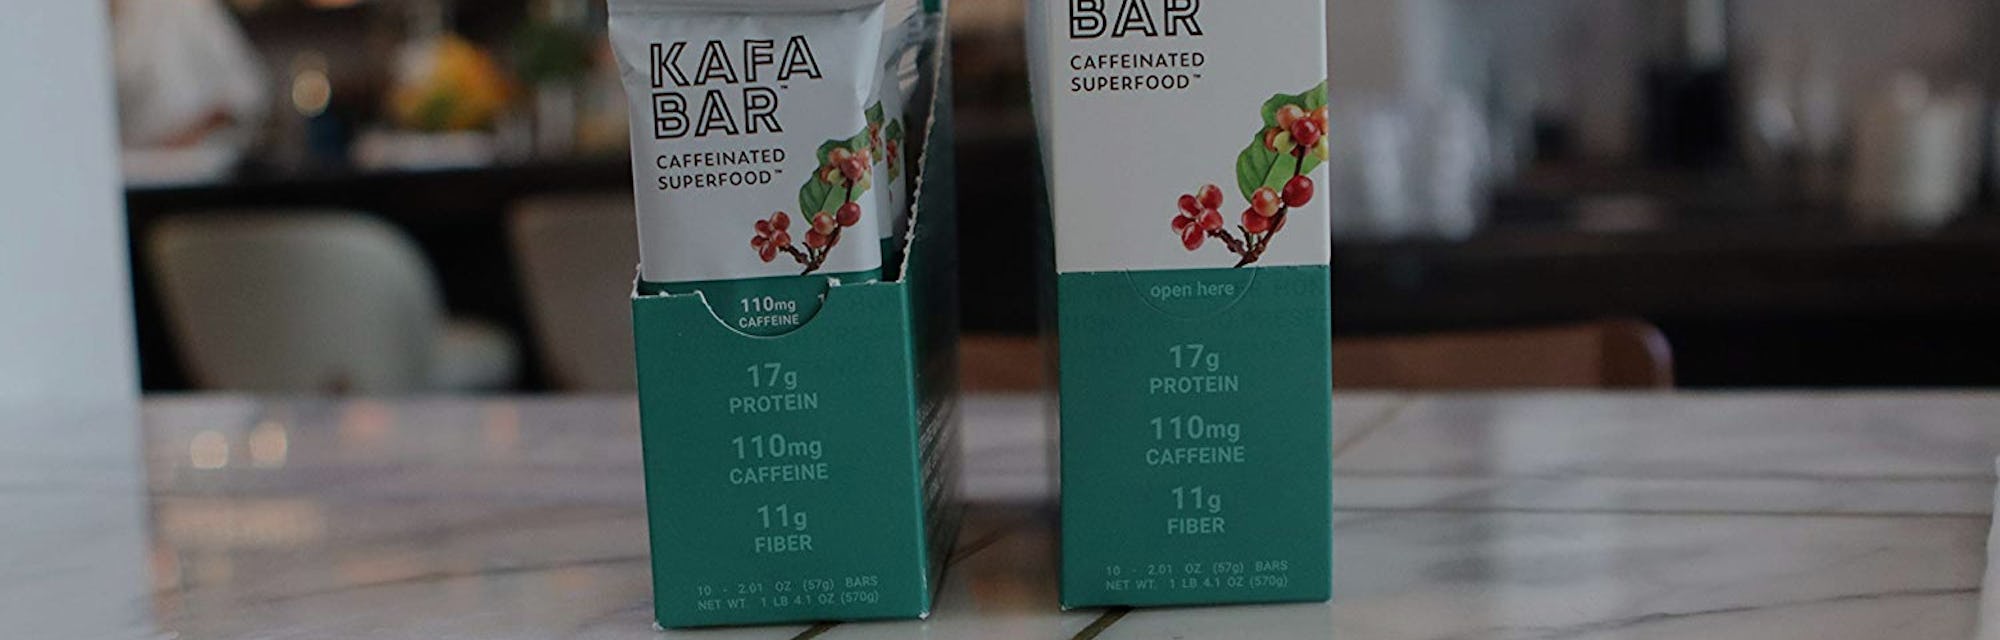 KAFA
BAR™
CAFFEINATED
SUPERFOOD™
110mg
CAFFEINE
17g
PROTEIN
110mg
CAFFEINE
11g
FIBER
10 - 2.01 OZ (57g) BARS
NET WT. 1 LB 4.1 OZ (570g)
BAR
CAFFEINATED
SUPERFOOD™
open here
17g
PROTEIN
110mg
CAFFEINE
11g
FIBER
10 - 2.01 OZ (57g) BARS
NET WT. 1 LB 4.1 OZ (570g)